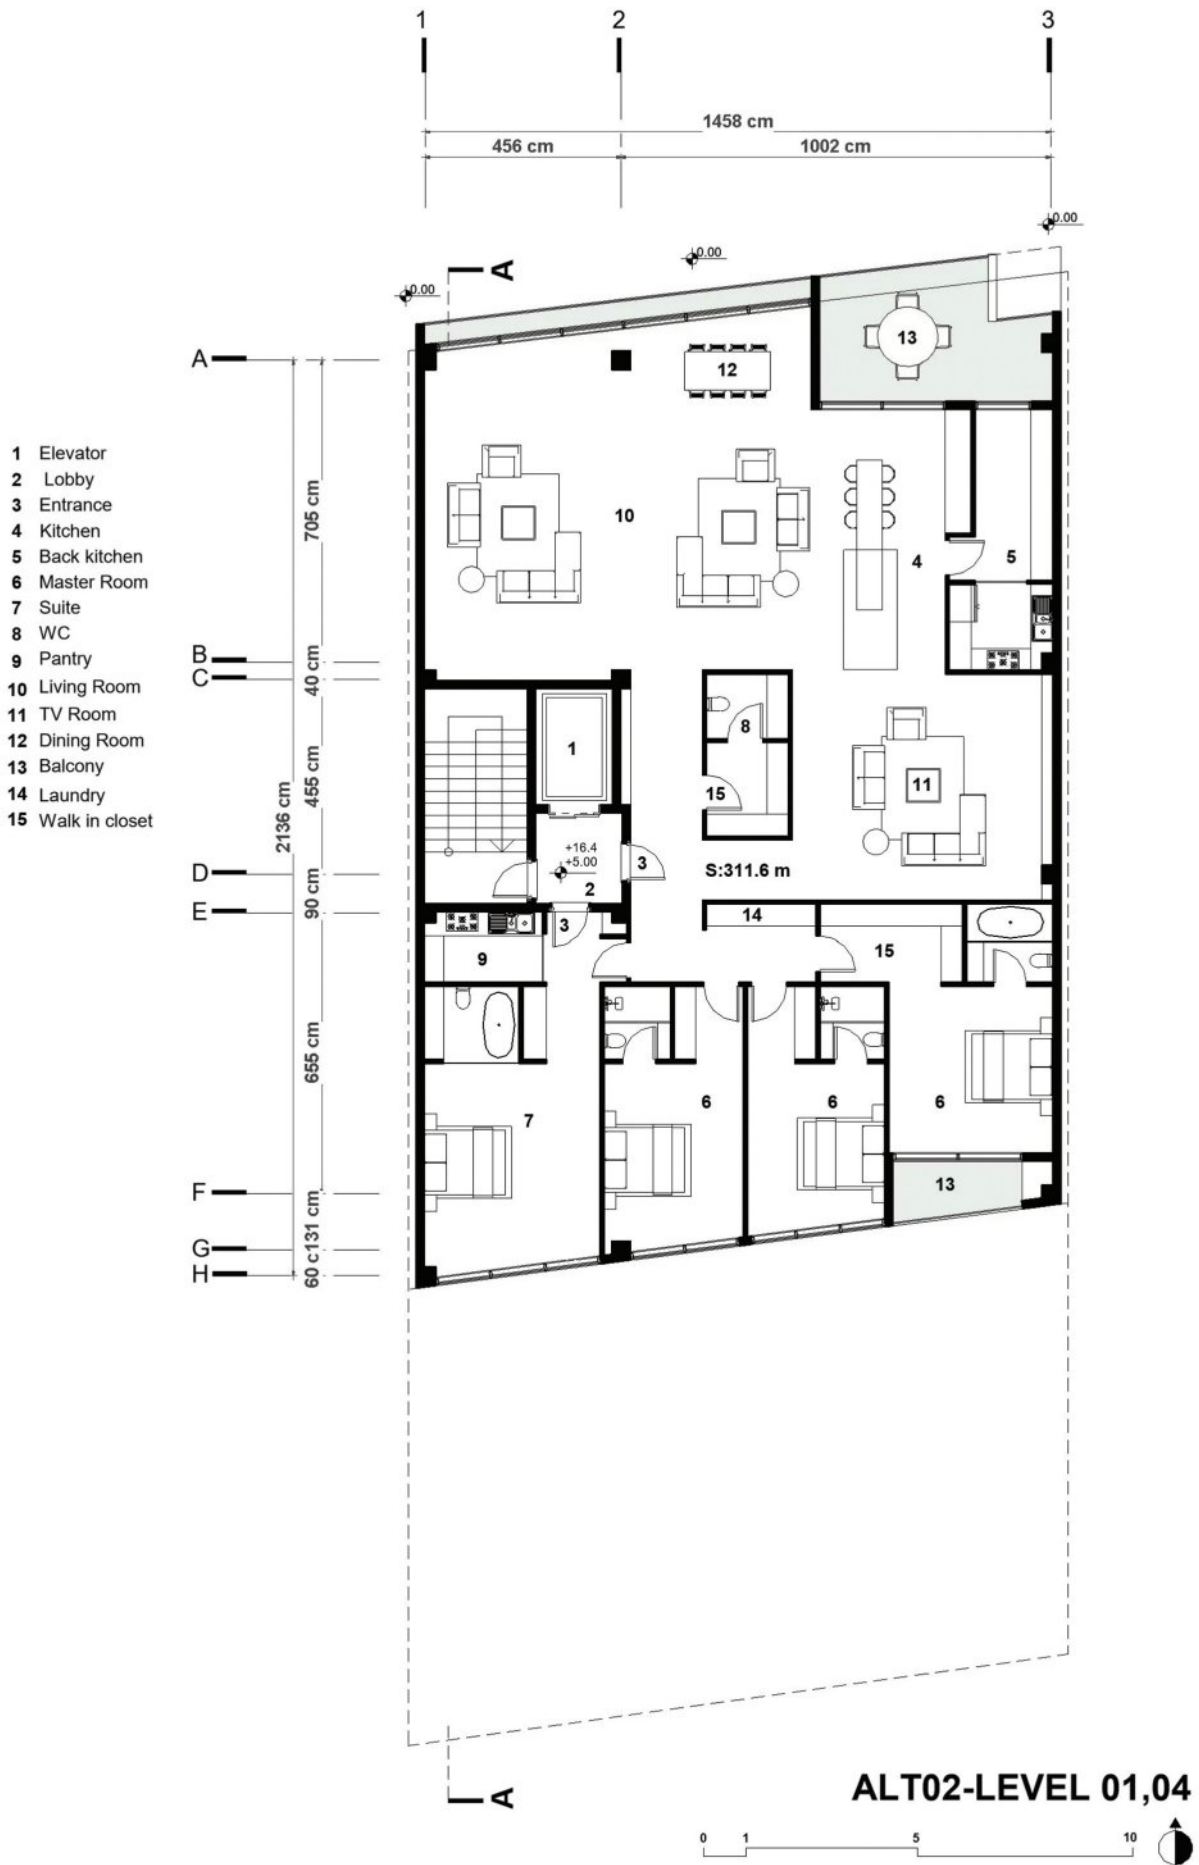 1
2
3
1458 cm
456 cm
1002 cm
0.00
0.00
0.00
A
A
13
12
1 Elevator
2 Lobby
3 Entrance
4 Kitchen
5 Back kitchen
6 Master Room
7 Suite
8 WC
9 Pantry
10 Living Room
11 TV Room
12 Dining Room
13 Balcony
14 Laundry
15 Walk in closet
705 cm
10
4
5
B
C
40 cm
8
1
15
11
455 cm
2136 cm
+16.4
+5.00
3
S:311.6 m
D
2
E
90 cm
3
14
9
15
655 cm
7
6
6
6
13
F
131 cm
G
H
60 c
A
ALT02-LEVEL 01,04
0 1 5 10